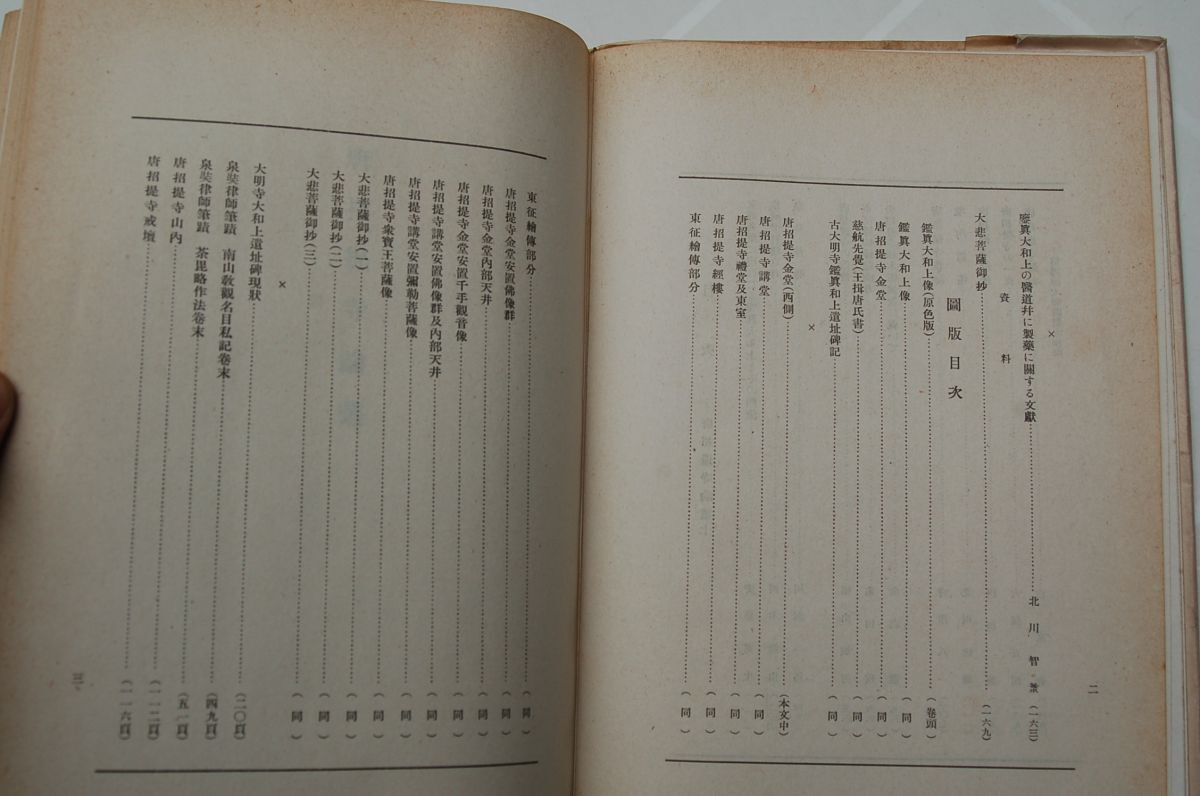 ×
鑒眞大和上の醫道幷に製藥に關する文獻……北川智　(一六三)
資料
大悲菩薩御抄……(一六九)
圖版目次
鑑眞大和上像(原色版)……(卷頭)
鑑眞大和上像……(同)
唐招提寺金堂……(同)
慈航先覺(王揖唐氏書)……(同)
古大明寺鑑眞和上遺址碑記……(同)
×
唐招提寺金堂(西側)……(本文中)
唐招提寺講堂……(同)
唐招提寺禮堂及東室……(同)
唐招提寺經樓……(同)
東征繪傳部分……(同)
二
東征繪傳部分……(同)
唐招提寺金堂安置佛像群……(同)
唐招提寺金堂內部天井……(同)
唐招提寺金堂安置千手觀音像……(同)
唐招提寺講堂安置佛像群及內部天井……(同)
唐招提寺講堂安置彌勒菩薩像……(同)
唐招提寺衆寶王菩薩像……(同)
大悲菩薩御抄(一)……(同)
大悲菩薩御抄(二)……(同)
大悲菩薩御抄(三)……(同)
×
大明寺大和上遺址碑現狀……(二〇頁)
泉奘律師筆蹟　南山敎觀名目私記卷末……(四九頁)
泉奘律師筆蹟　荼毘略作法卷末……(五一頁)
唐招提寺山內……(一一二頁)
唐招提寺戒壇……(一一六頁)
三